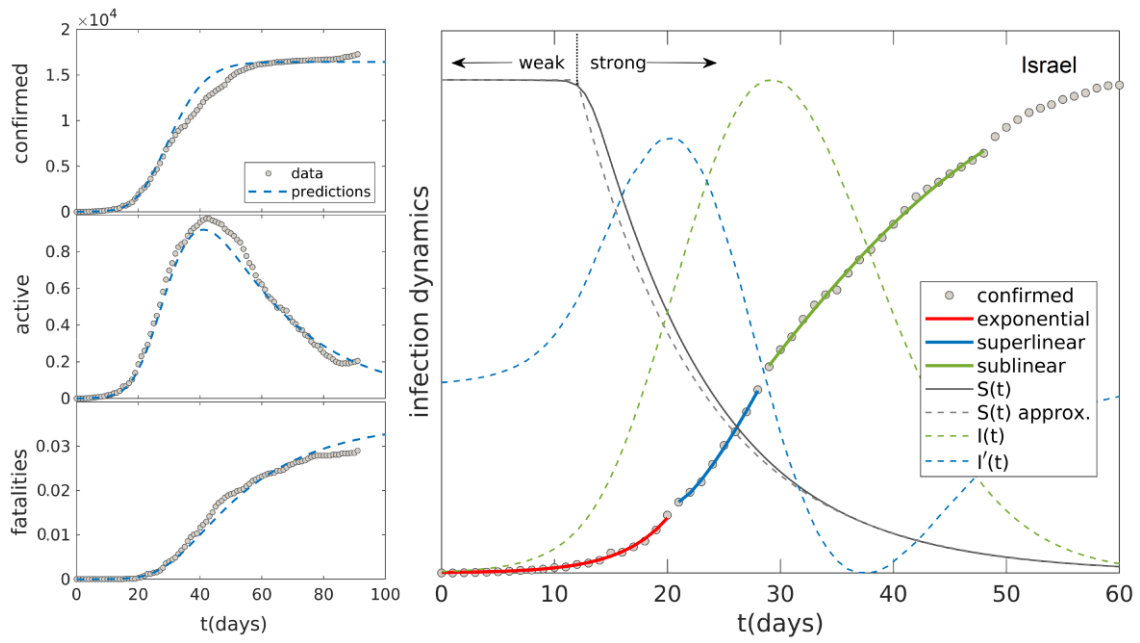 ×10⁴
2
1.5
1
0.5
0
confirmed
data
predictions
0.8
0.6
0.4
0.2
0
active
0.03
0.02
0.01
0
fatalities
0 20 40 60 80 100
t(days)
weak strong
Israel
infection dynamics
confirmed
exponential
superlinear
sublinear
S(t)
S(t) approx.
I(t)
I'(t)
0 10 20 30 40 50 60
t(days)